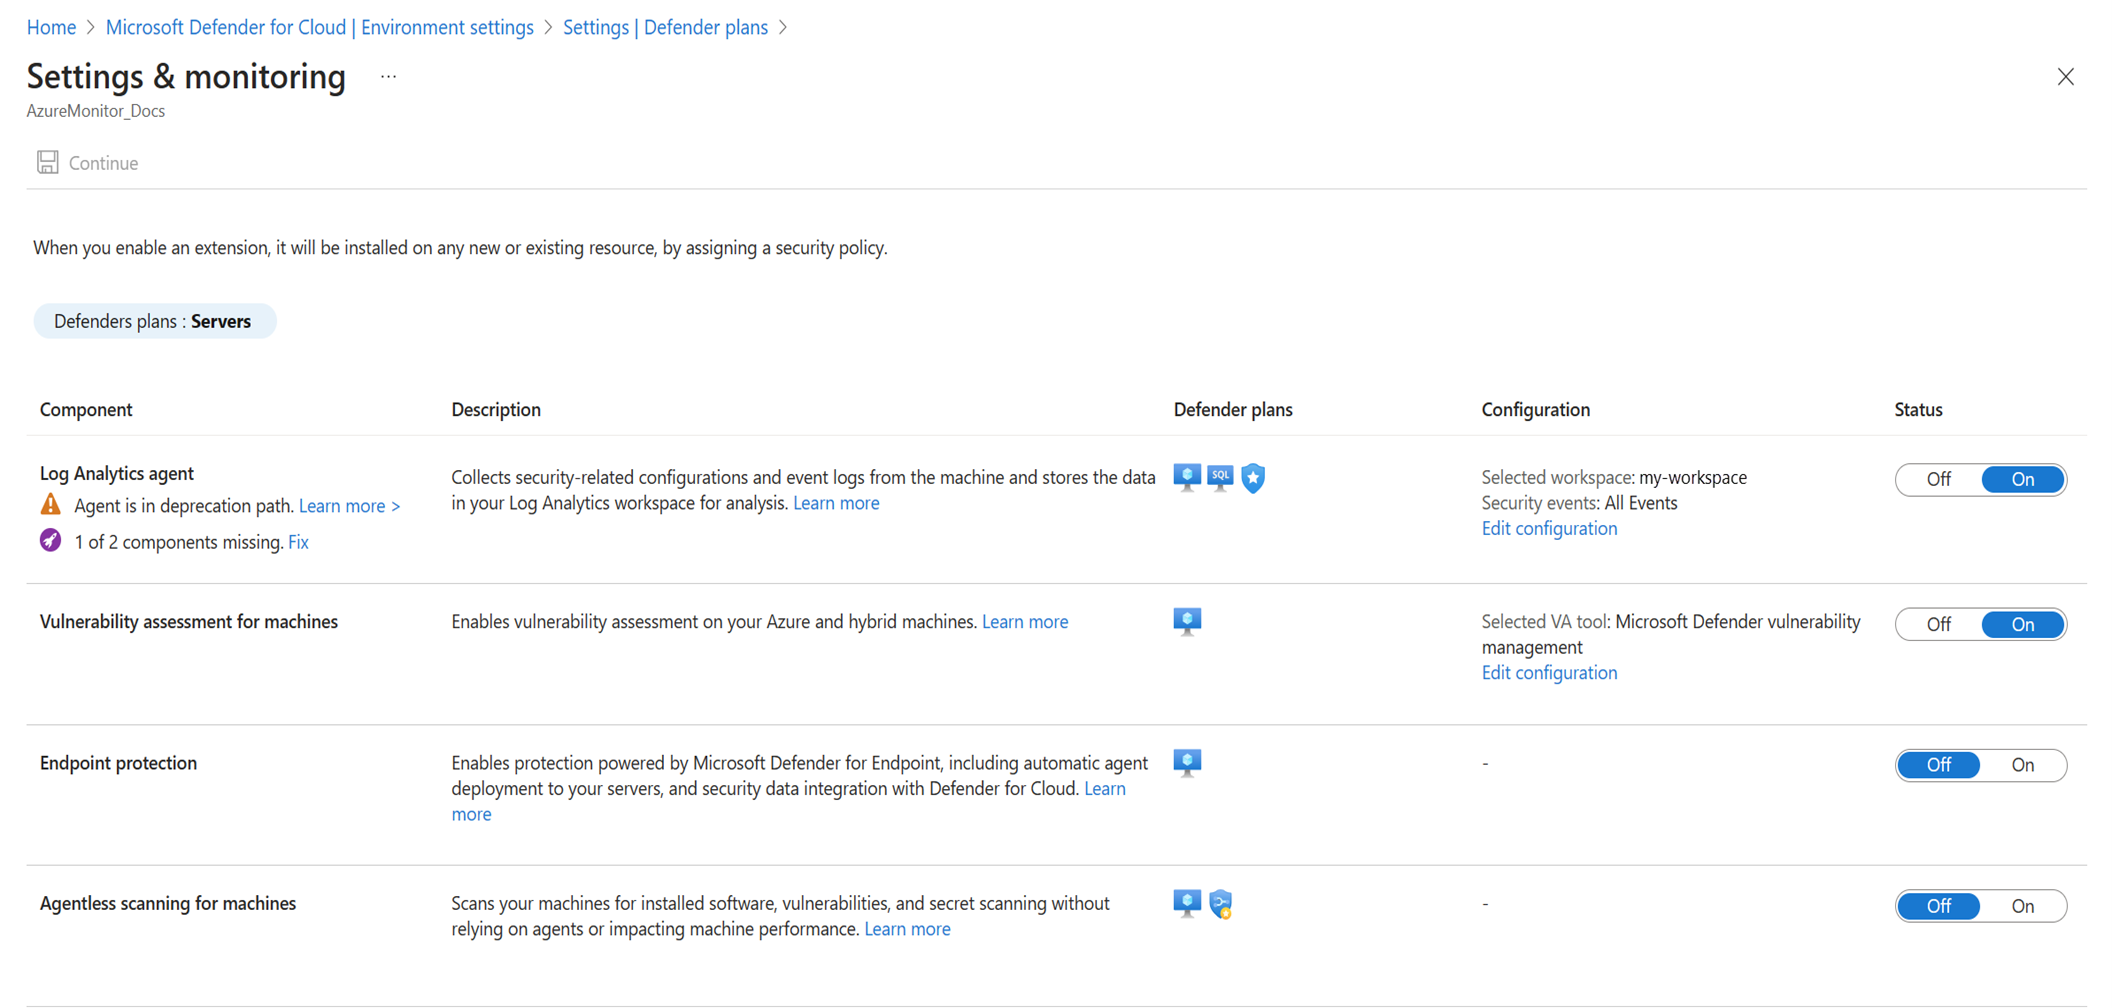 Home > Microsoft Defender for Cloud | Environment settings > Settings | Defender plans >
Settings & monitoring ...
AzureMonitor_Docs
Continue
When you enable an extension, it will be installed on any new or existing resource, by assigning a security policy.
Defenders plans : Servers
Component Description Defender plans Configuration Status
Log Analytics agent
Agent is in deprecation path. Learn more >
1 of 2 components missing. Fix
Collects security-related configurations and event logs from the machine and stores the data
in your Log Analytics workspace for analysis. Learn more
SQL
Selected workspace: my-workspace
Security events: All Events
Edit configuration
Off On
Vulnerability assessment for machines
Enables vulnerability assessment on your Azure and hybrid machines. Learn more
Selected VA tool: Microsoft Defender vulnerability
management
Edit configuration
Off On
Endpoint protection
Enables protection powered by Microsoft Defender for Endpoint, including automatic agent
deployment to your servers, and security data integration with Defender for Cloud. Learn
more
-
Off On
Agentless scanning for machines
Scans your machines for installed software, vulnerabilities, and secret scanning without
relying on agents or impacting machine performance. Learn more
-
Off On